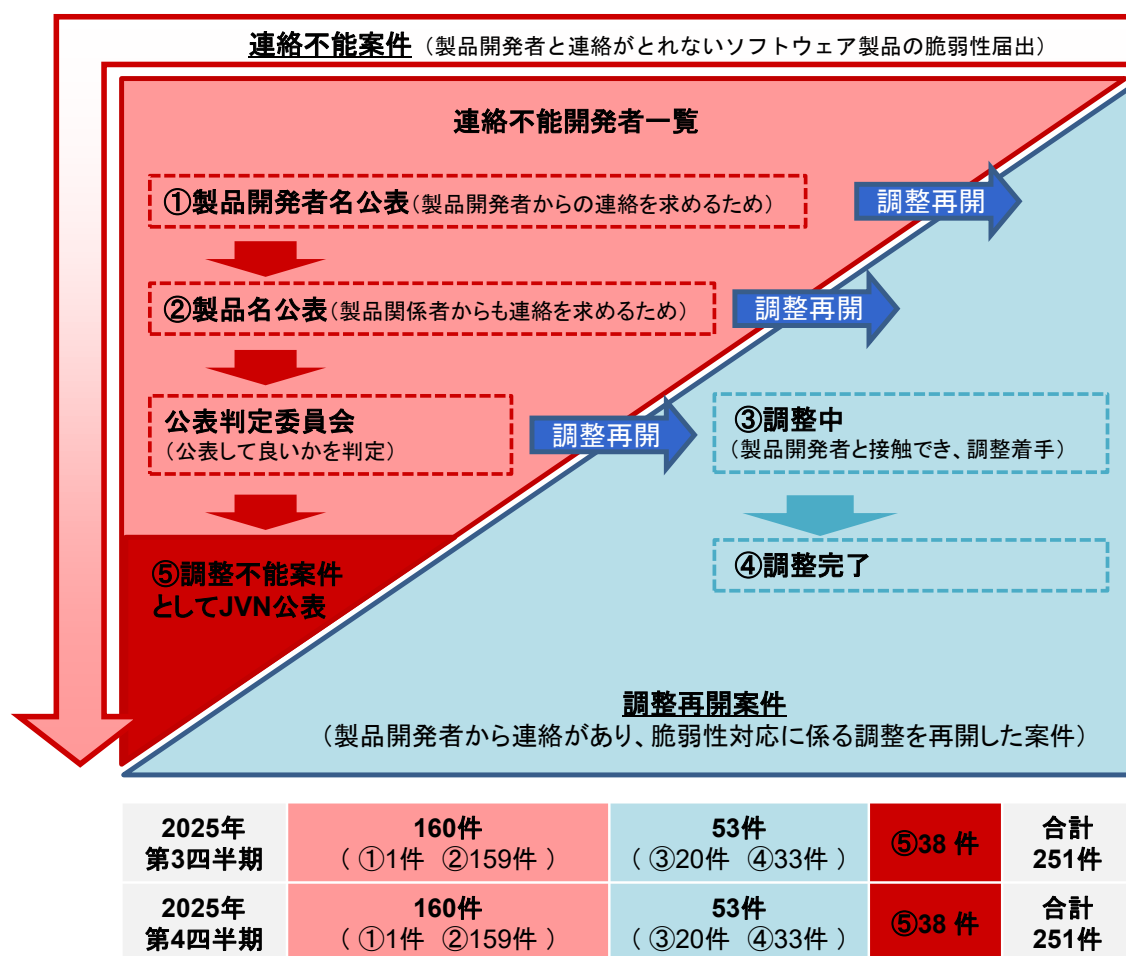 連絡不能案件（製品開発者と連絡がとれないソフトウェア製品の脆弱性届出）
連絡不能開発者一覧
①製品開発者名公表(製品開発者からの連絡を求めるため)
調整再開
②製品名公表(製品関係者からも連絡を求めるため)
調整再開
公表判定委員会
(公表して良いかを判定)
調整再開
③調整中
(製品開発者と接触でき、調整着手)
⑤調整不能案件
としてJVN公表
④調整完了
調整再開案件
（製品開発者から連絡があり、脆弱性対応に係る調整を再開した案件）
2025年
第3四半期
160件
（ ①1件 ②159件 ）
53件
（ ③20件 ④33件 ）
⑤38 件
合計
251件
2025年
第4四半期
160件
（ ①1件 ②159件 ）
53件
（ ③20件 ④33件 ）
⑤38 件
合計
251件